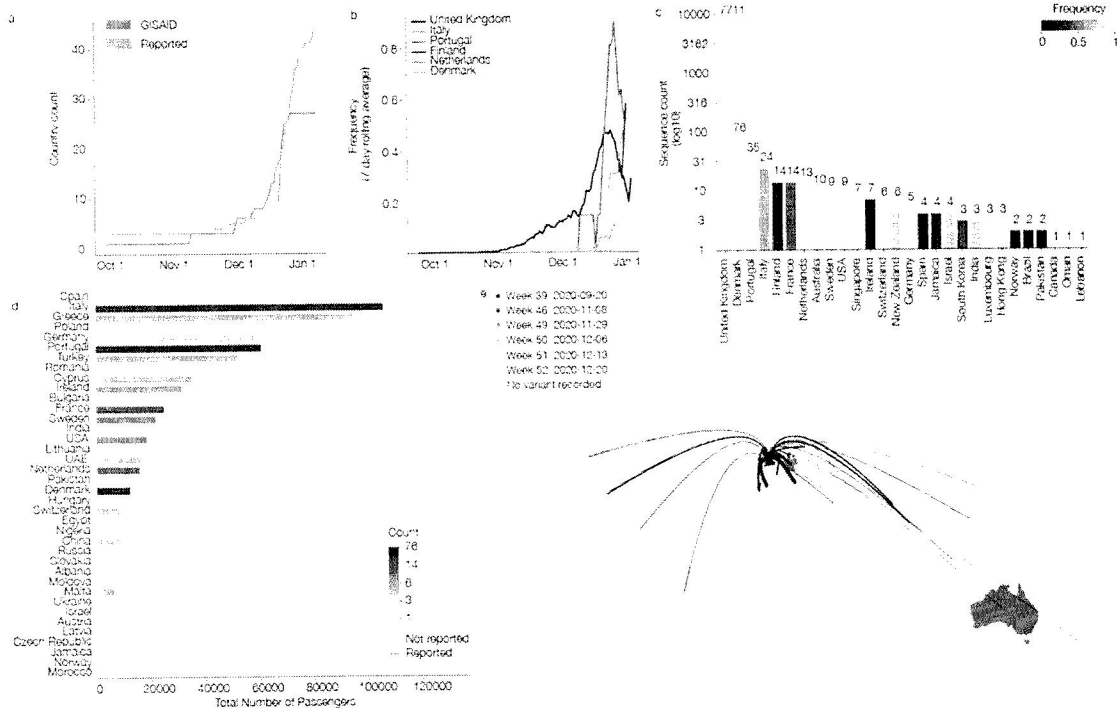 a
GISAID
Reported
40
30
20
10
0
Country count
Oct 1 Nov 1 Dec 1 Jan 1
b
United Kingdom
Italy
Portugal
Finland
Netherlands
Denmark
0.8
0.6
0.4
0.2
Frequency
(7 day rolling average)
Oct 1 Nov 1 Dec 1 Jan 1
c
Frequency
0 0.5 1
10000
3162
1000
316
100
31
10
3
1
Sequence count
(log10)
7711 76 35 24 14 14 13 10 9 9 7 7 6 6 5 4 4 4 3 3 3 3 2 2 2 1 1 1
United Kingdom
Denmark
Portugal
Italy
Finland
France
Netherlands
Australia
Sweden
USA
Singapore
Ireland
Switzerland
New Zealand
Germany
Spain
Jamaica
Israel
South Korea
India
Luxembourg
Hong Kong
Norway
Brazil
Pakistan
Canada
Oman
Lebanon
d
Spain
Italy
Greece
Poland
Germany
Portugal
Turkey
Romania
Cyprus
Ireland
Bulgaria
France
Sweden
India
USA
Lithuania
UAE
Netherlands
Pakistan
Denmark
Hungary
Switzerland
Egypt
Nigeria
China
Russia
Slovakia
Albania
Moldova
Malta
Ukraine
Israel
Austria
Latvia
Czech Republic
Jamaica
Norway
Morocco
0 20000 40000 60000 80000 100000 120000
Total Number of Passengers
Count
76
14
6
3
1
Not reported
Reported
e
Week 39 2020-09-20
Week 46 2020-11-08
Week 49 2020-11-29
Week 50 2020-12-06
Week 51 2020-12-13
Week 52 2020-12-20
No variant recorded